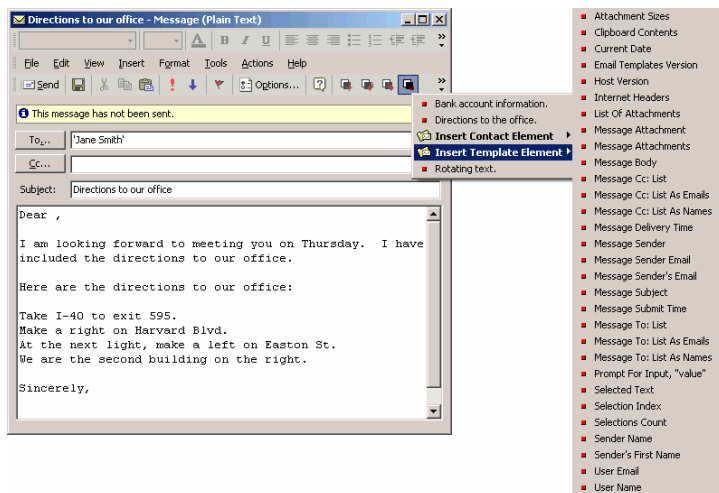 Directions to our office - Message (Plain Text)
A B I U
File Edit View Insert Format Tools Actions Help
Send Options...
This message has not been sent.
To... 'Jane Smith'
Cc...
Subject: Directions to our office
Dear ,
I am looking forward to meeting you on Thursday.  I have
included the directions to our office.
Here are the directions to our office:
Take I-40 to exit 595.
Make a right on Harvard Blvd.
At the next light, make a left on Easton St.
We are the second building on the right.
Sincerely,
Bank account information.
Directions to the office.
Insert Contact Element
Insert Template Element
Rotating text.
Attachment Sizes
Clipboard Contents
Current Date
Email Templates Version
Host Version
Internet Headers
List Of Attachments
Message Attachment
Message Attachments
Message Body
Message Cc: List
Message Cc: List As Emails
Message Cc: List As Names
Message Delivery Time
Message Sender
Message Sender Email
Message Sender's Email
Message Subject
Message Submit Time
Message To: List
Message To: List As Emails
Message To: List As Names
Prompt For Input, "value"
Selected Text
Selection Index
Selections Count
Sender Name
Sender's First Name
User Email
User Name